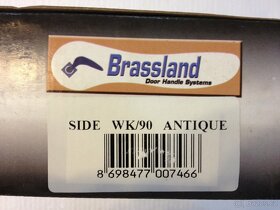 Brassland
Door Handle Systems
SIDE WK/90 ANTIQUE
8 698477 007466